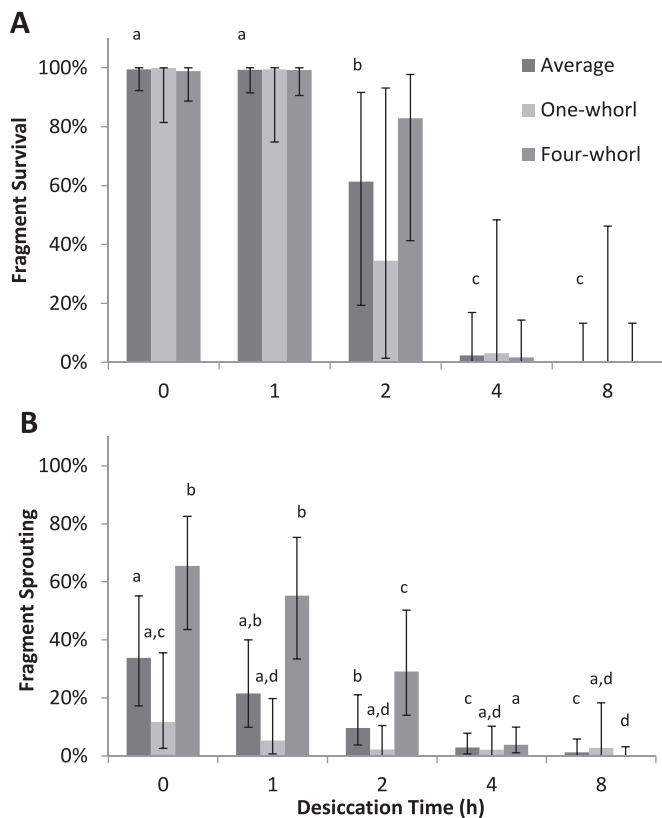 A
a a b c c
Fragment Survival
100%
80%
60%
40%
20%
0%
Average
One-whorl
Four-whorl
0 1 2 4 8
B
Fragment Sprouting
100%
80%
60%
40%
20%
0%
a a,c b
a,b a,d b
b a,d c
c a,d a
c a,d d
0 1 2 4 8
Desiccation Time (h)